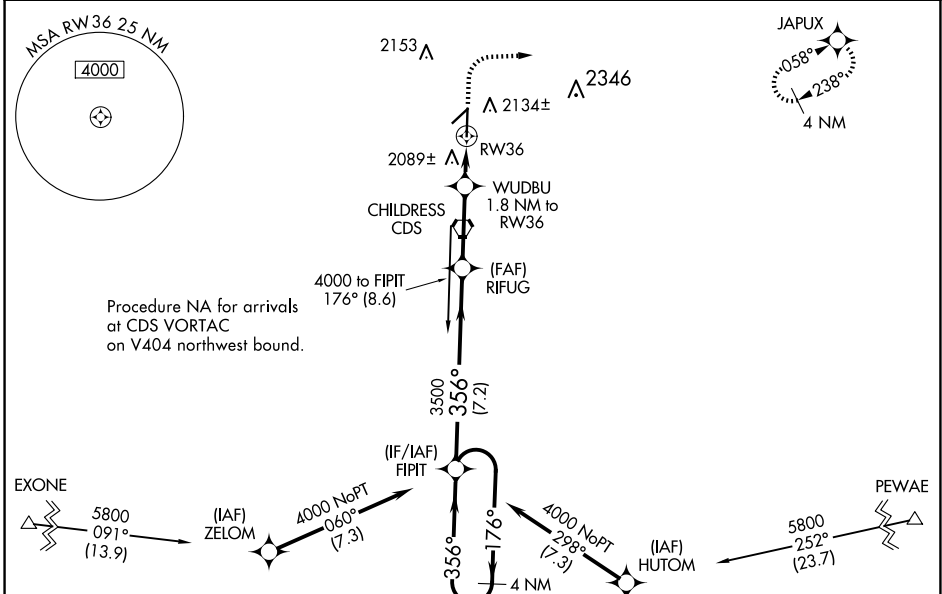 MSA RW36 25 NM
4000
2153
2346
2134±
RW36
2089±
WUDBU
1.8 NM to
RW36
JAPUX
058°
238°
4 NM
CHILDRESS
CDS
(FAF)
RIFUG
4000 to FIPIT
176° (8.6)
Procedure NA for arrivals
at CDS VORTAC
on V404 northwest bound.
3500
356°
(7.2)
(IF/IAF)
FIPIT
EXONE
5800
091°
(13.9)
(IAF)
ZELOM
4000 NoPT
060°
(7.3)
356°
176°
4 NM
4000 NoPT
298°
(7.3)
(IAF)
HUTOM
PEWAE
5800
252°
(23.7)